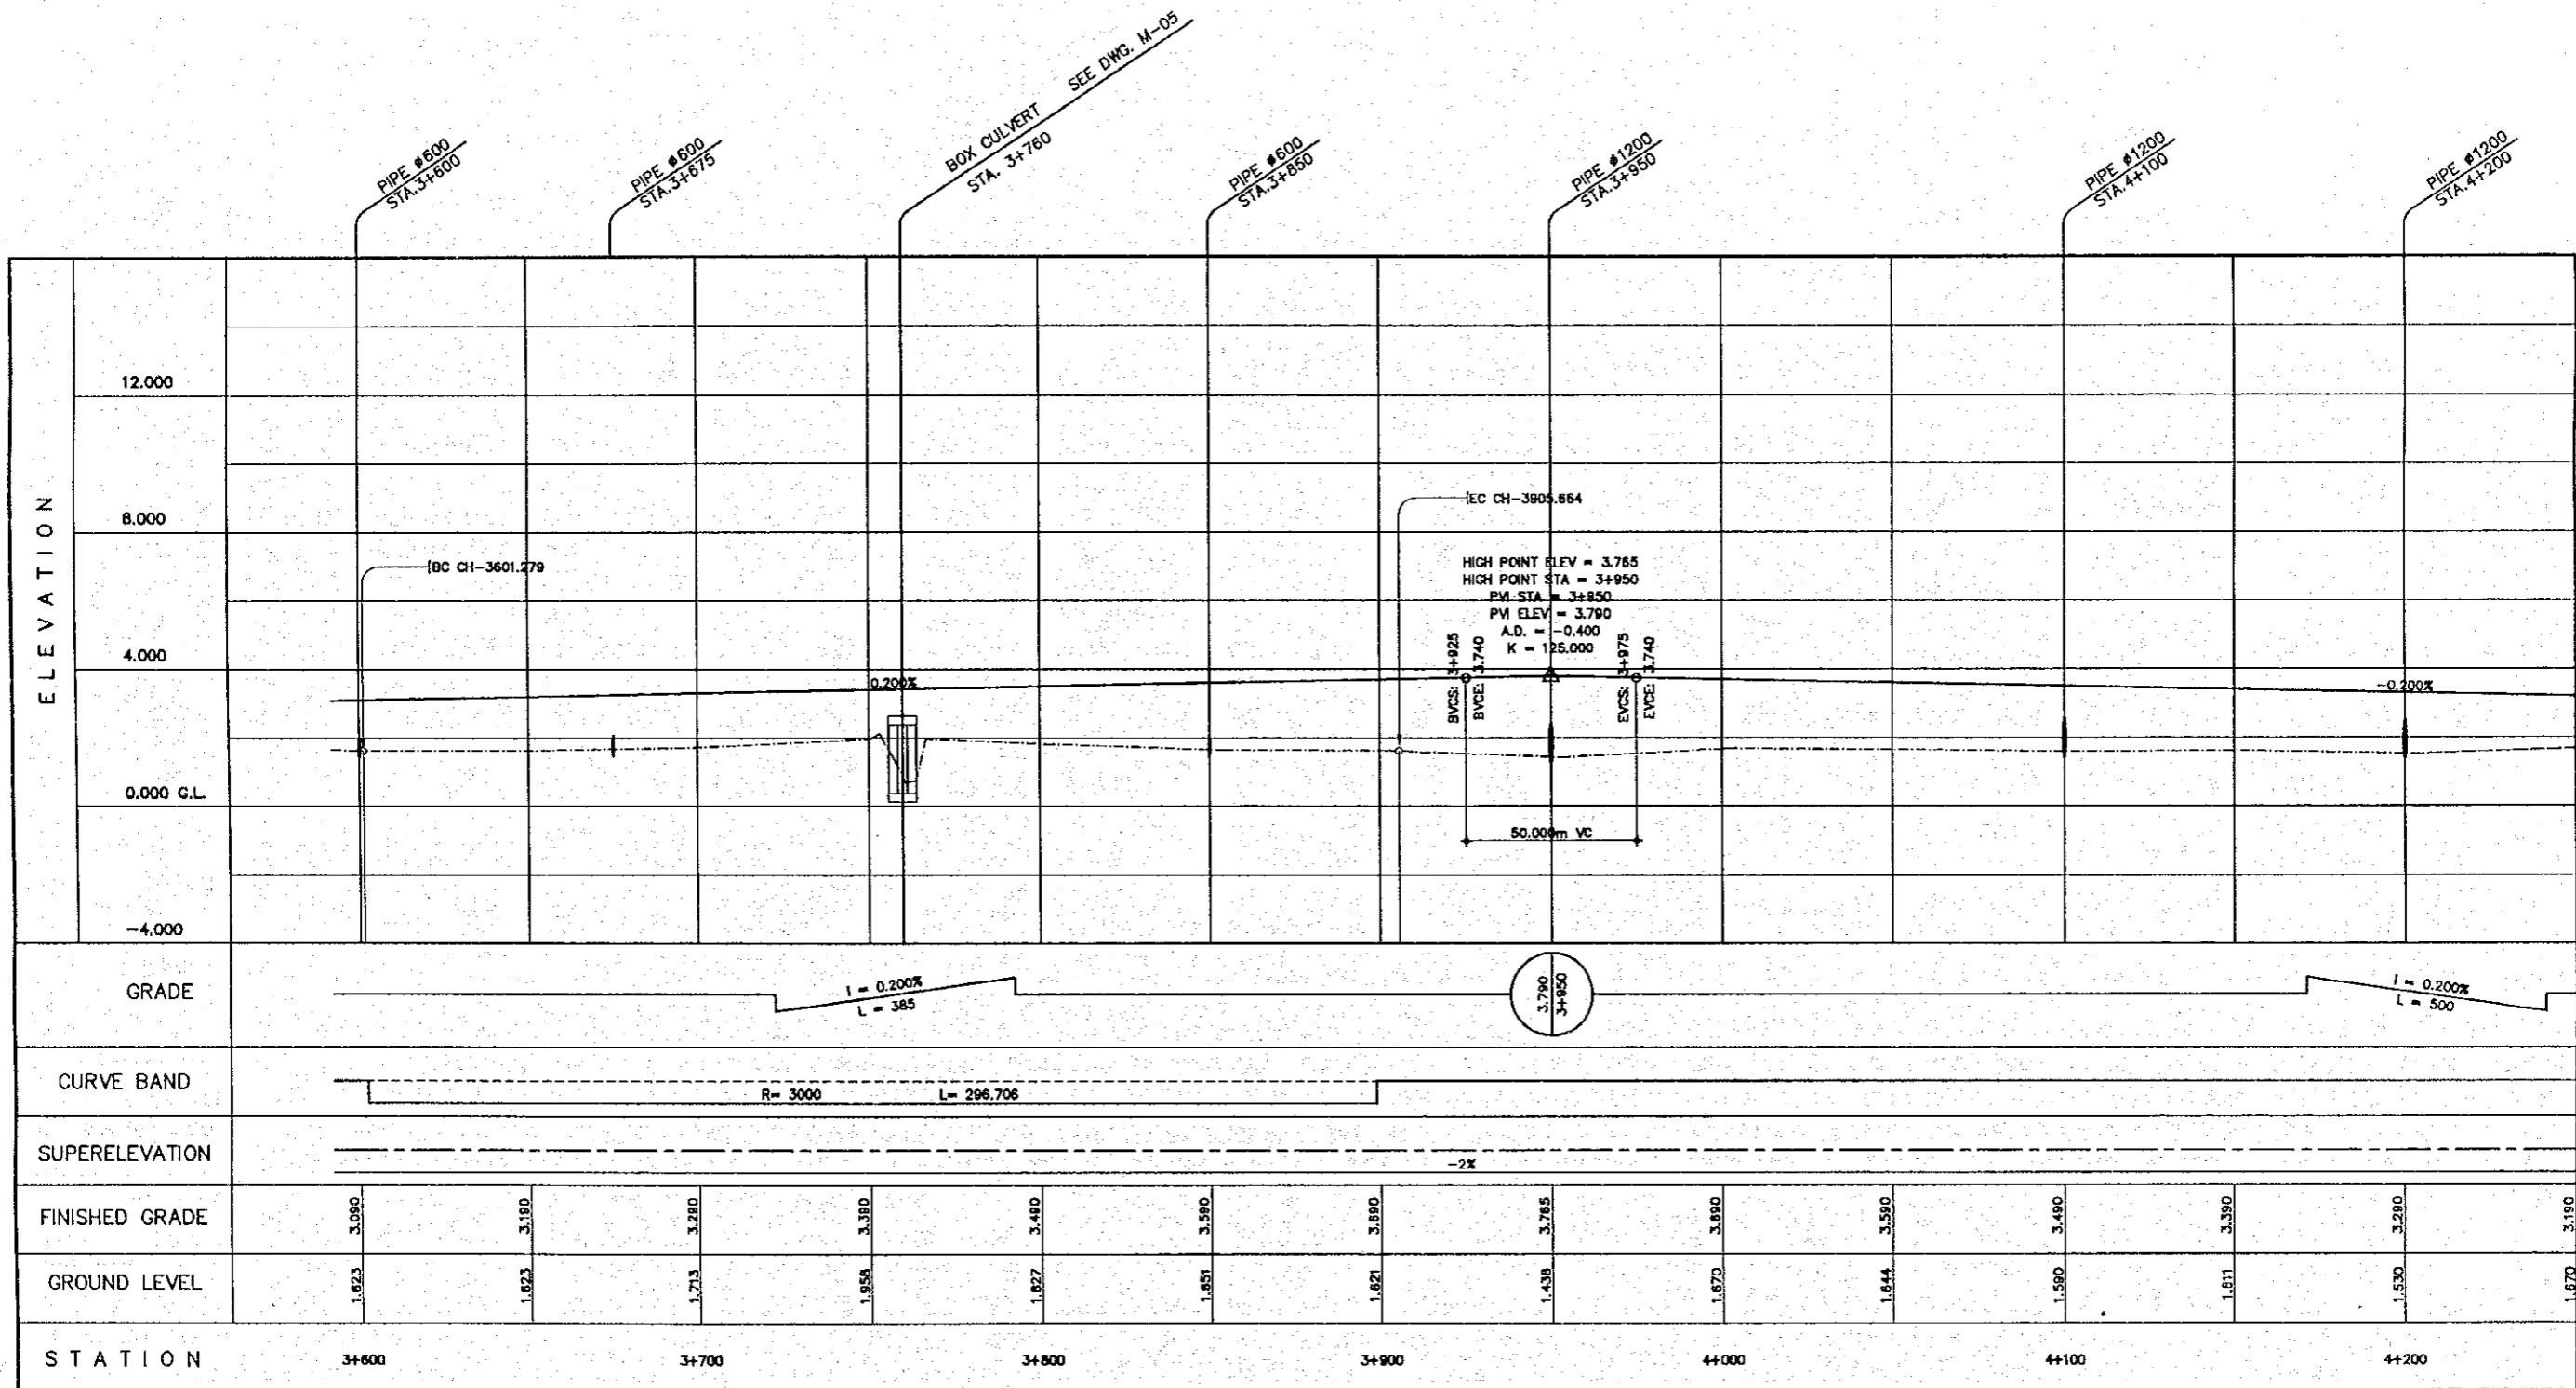 PIPE ø600
STA.3+600
PIPE ø600
STA.3+675
BOX CULVERT SEE DWG. M-05
STA. 3+760
PIPE ø600
STA.3+850
PIPE ø1200
STA.3+950
PIPE ø1200
STA.4+100
PIPE ø1200
STA.4+200
ELEVATION
12.000
8.000
4.000
0.000 G.L.
-4.000
BC CH-3601.279
EC CH-3905.664
HIGH POINT ELEV = 3.765
HIGH POINT STA = 3+950
PVI STA = 3+950
PVI ELEV = 3.790
A.D. = -0.400
K = 125.000
BVCS: 3+925
BVCE: 3.740
EVCS: 3+975
EVCE: 3.740
0.200%
-0.200%
50.000m VC
GRADE
I = 0.200%
L = 385
3.790
3+950
I = 0.200%
L = 500
CURVE BAND
R= 3000 L= 296.706
SUPERELEVATION
-2%
FINISHED GRADE
3.090 3.190 3.290 3.390 3.490 3.590 3.690 3.765 3.690 3.590 3.490 3.390 3.290 3.190
GROUND LEVEL
1.623 1.623 1.713 1.958 1.827 1.651 1.621 1.438 1.670 1.644 1.590 1.611 1.530 1.670
STATION
3+600 3+700 3+800 3+900 4+000 4+100 4+200